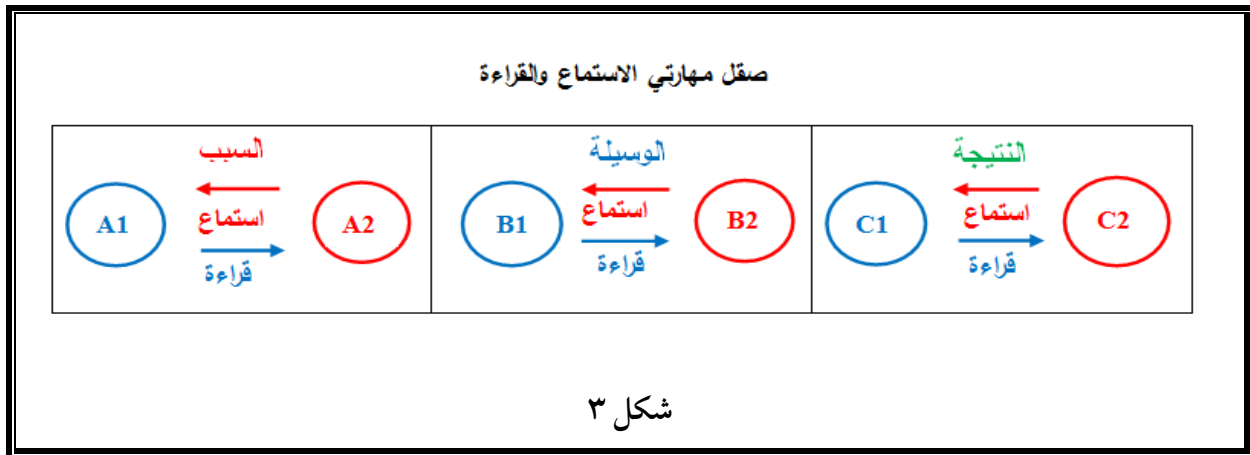 صقل مهارتي الاستماع والقراءة
السبب
A1
استماع
قراءة
A2
الوسيلة
B1
استماع
قراءة
B2
النتيجة
C1
استماع
قراءة
C2
شكل ٣